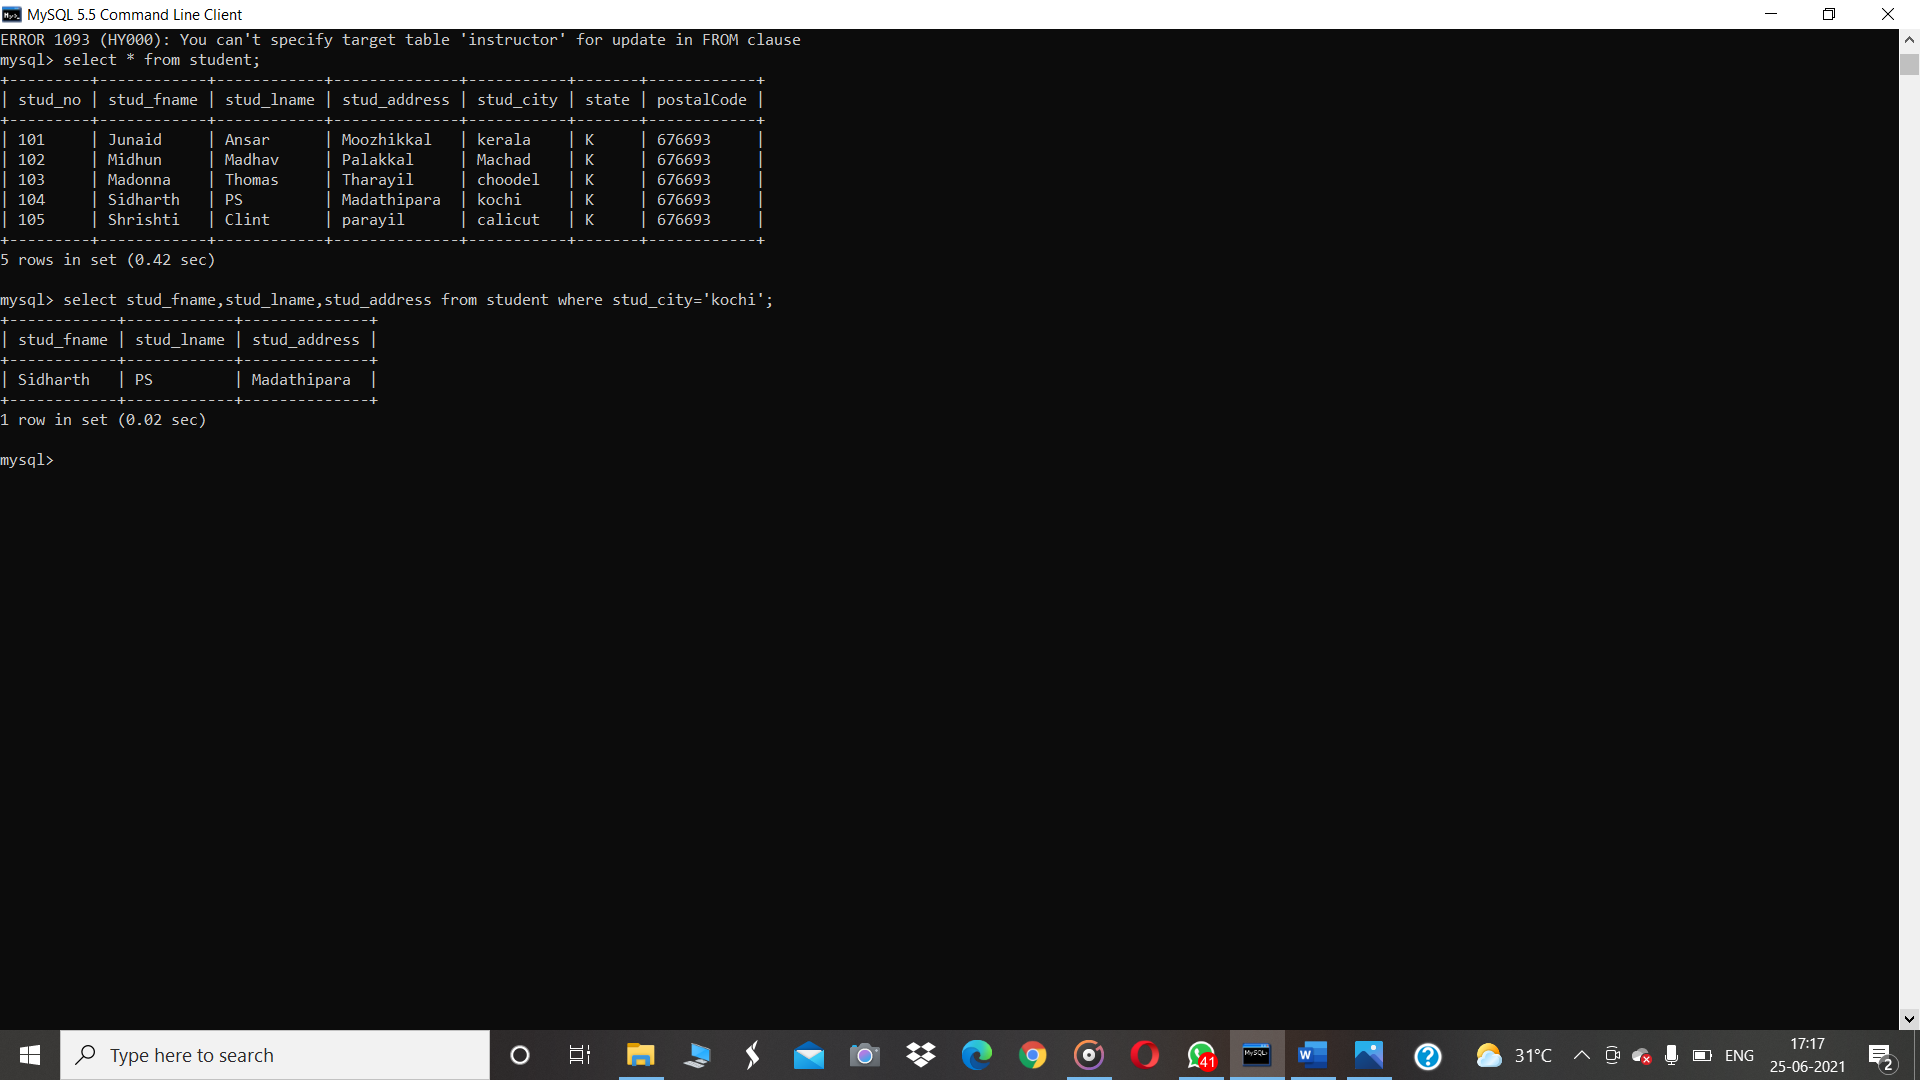 MySQL 5.5 Command Line Client
ERROR 1093 (HY000): You can't specify target table 'instructor' for update in FROM clause
mysql> select * from student;
+---------+------------+------------+--------------+-----------+-------+------------+
| stud_no | stud_fname | stud_lname | stud_address | stud_city | state | postalCode |
+---------+------------+------------+--------------+-----------+-------+------------+
| 101     | Junaid     | Ansar      | Moozhikkal   | kerala    | K     | 676693     |
| 102     | Midhun     | Madhav     | Palakkal     | Machad    | K     | 676693     |
| 103     | Madonna    | Thomas     | Tharayil     | choodel   | K     | 676693     |
| 104     | Sidharth   | PS         | Madathipara  | kochi     | K     | 676693     |
| 105     | Shrishti   | Clint      | parayil      | calicut   | K     | 676693     |
+---------+------------+------------+--------------+-----------+-------+------------+
5 rows in set (0.42 sec)
mysql> select stud_fname,stud_lname,stud_address from student where stud_city='kochi';
+------------+------------+--------------+
| stud_fname | stud_lname | stud_address |
+------------+------------+--------------+
| Sidharth   | PS         | Madathipara  |
+------------+------------+--------------+
1 row in set (0.02 sec)
mysql>
Type here to search
41
MySQL
W
?
31°C
ENG
17:17
25-06-2021
2